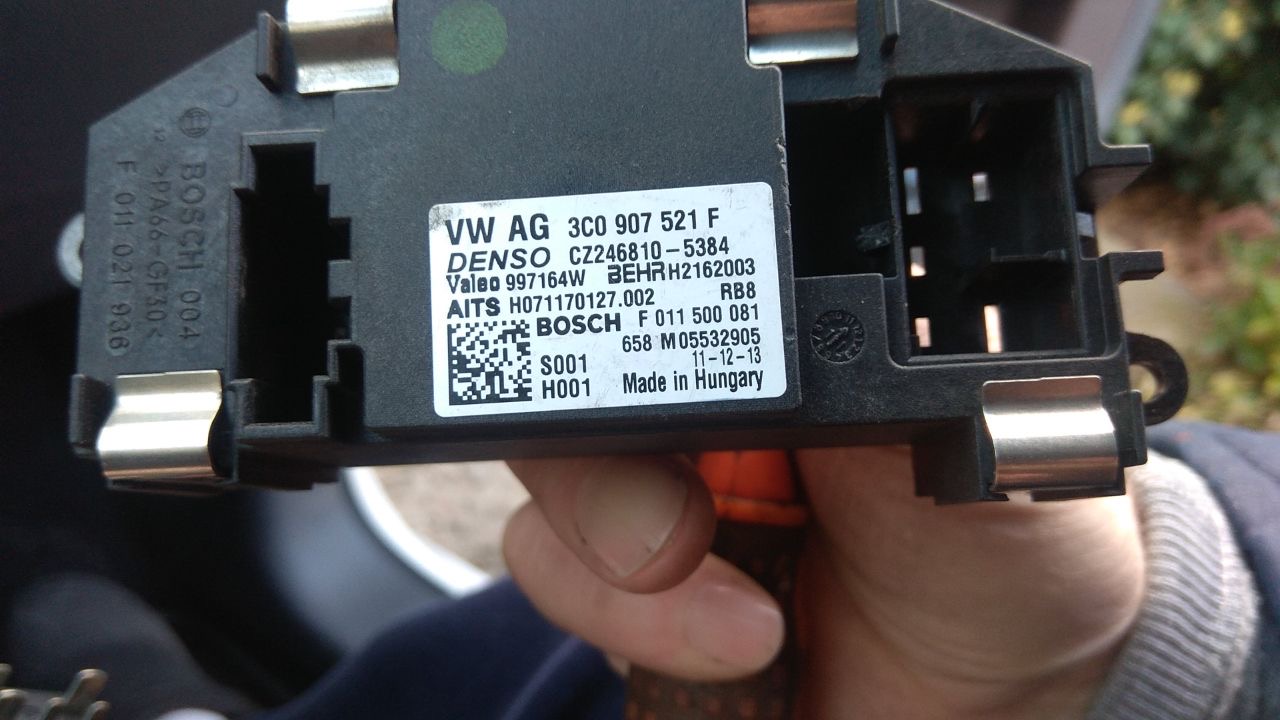 BOSCH 004
12 >PA66-GF30<
F 011 021 936
VW AG 3C0 907 521 F
DENSO CZ246810-5384
Valeo 997164W BEHR H2162003
AITS H071170127.002 RB8
BOSCH F 011 500 081
658 M05532905
S001 11-12-13
H001 Made in Hungary